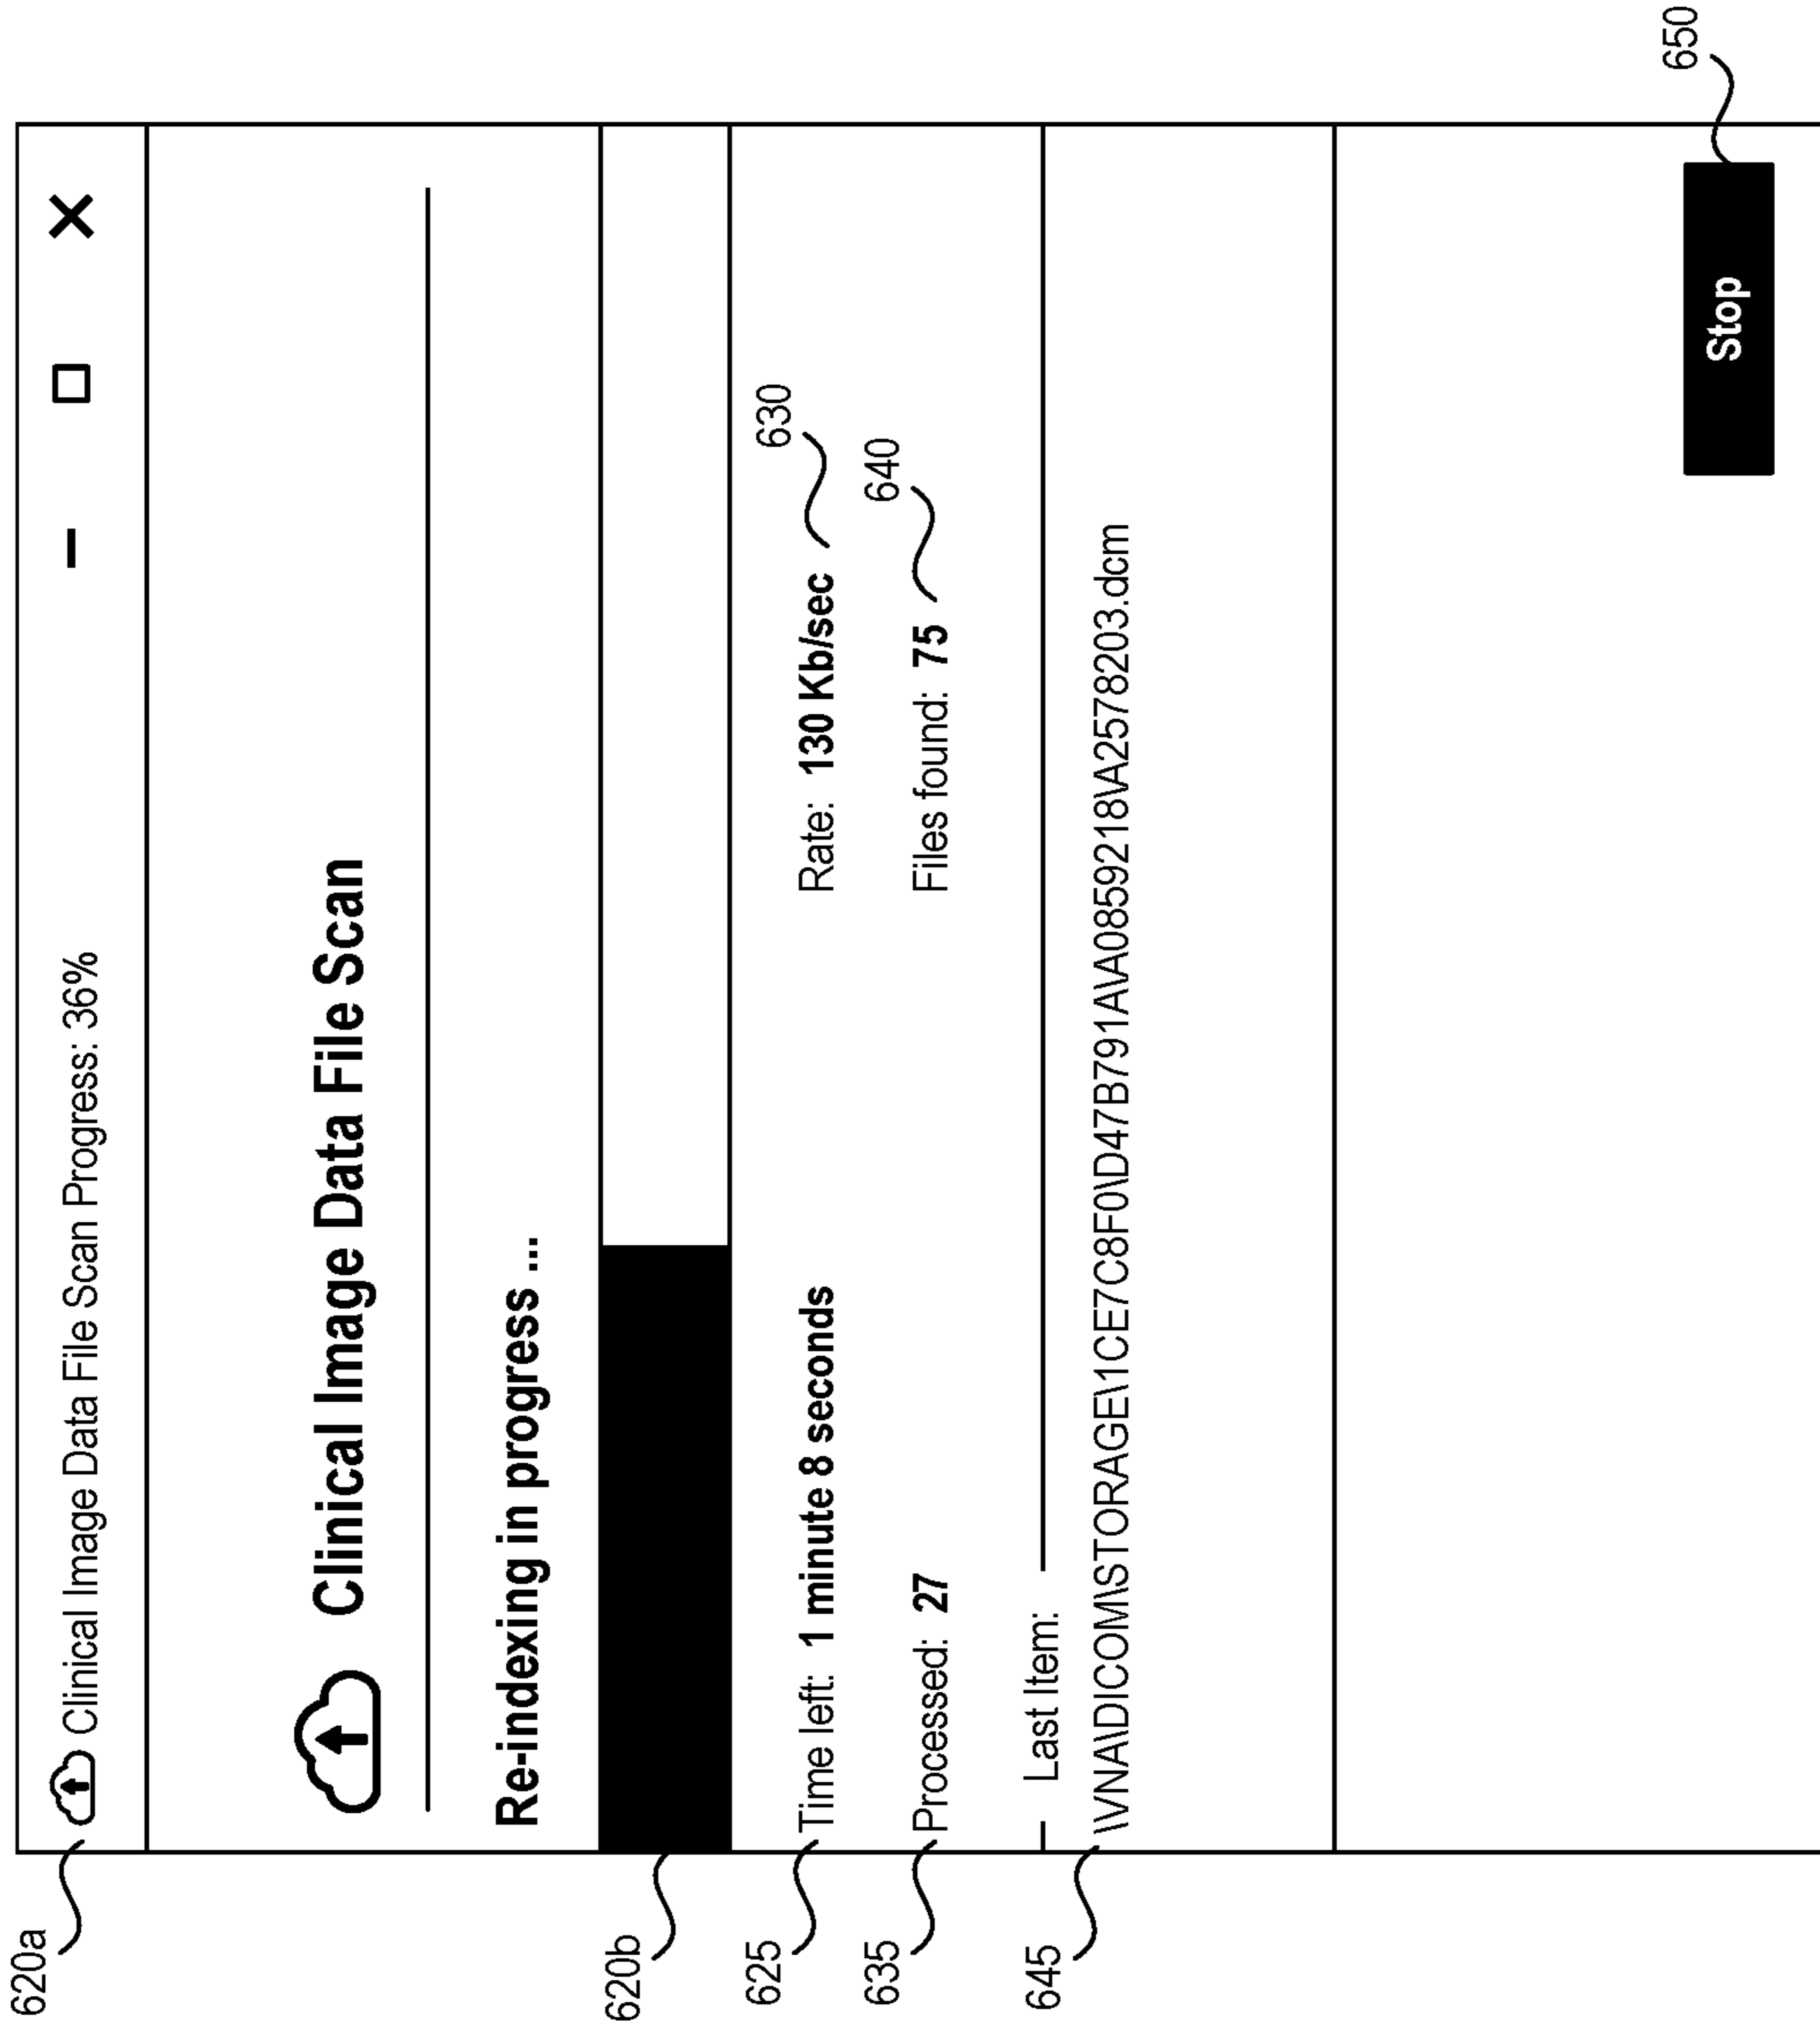 620a
Clinical Image Data File Scan Progress: 36%
Clinical Image Data File Scan
Re-indexing in progress ...
620b
625
Time left: 1 minute 8 seconds
Rate: 130 Kb/sec
630
635
Processed: 27
Files found: 75
640
Last Item:
645
\VNA\DICOM\STORAGE\1CE7C8F0\D47B791A\A0859218\A2578203.dcm
Stop
650